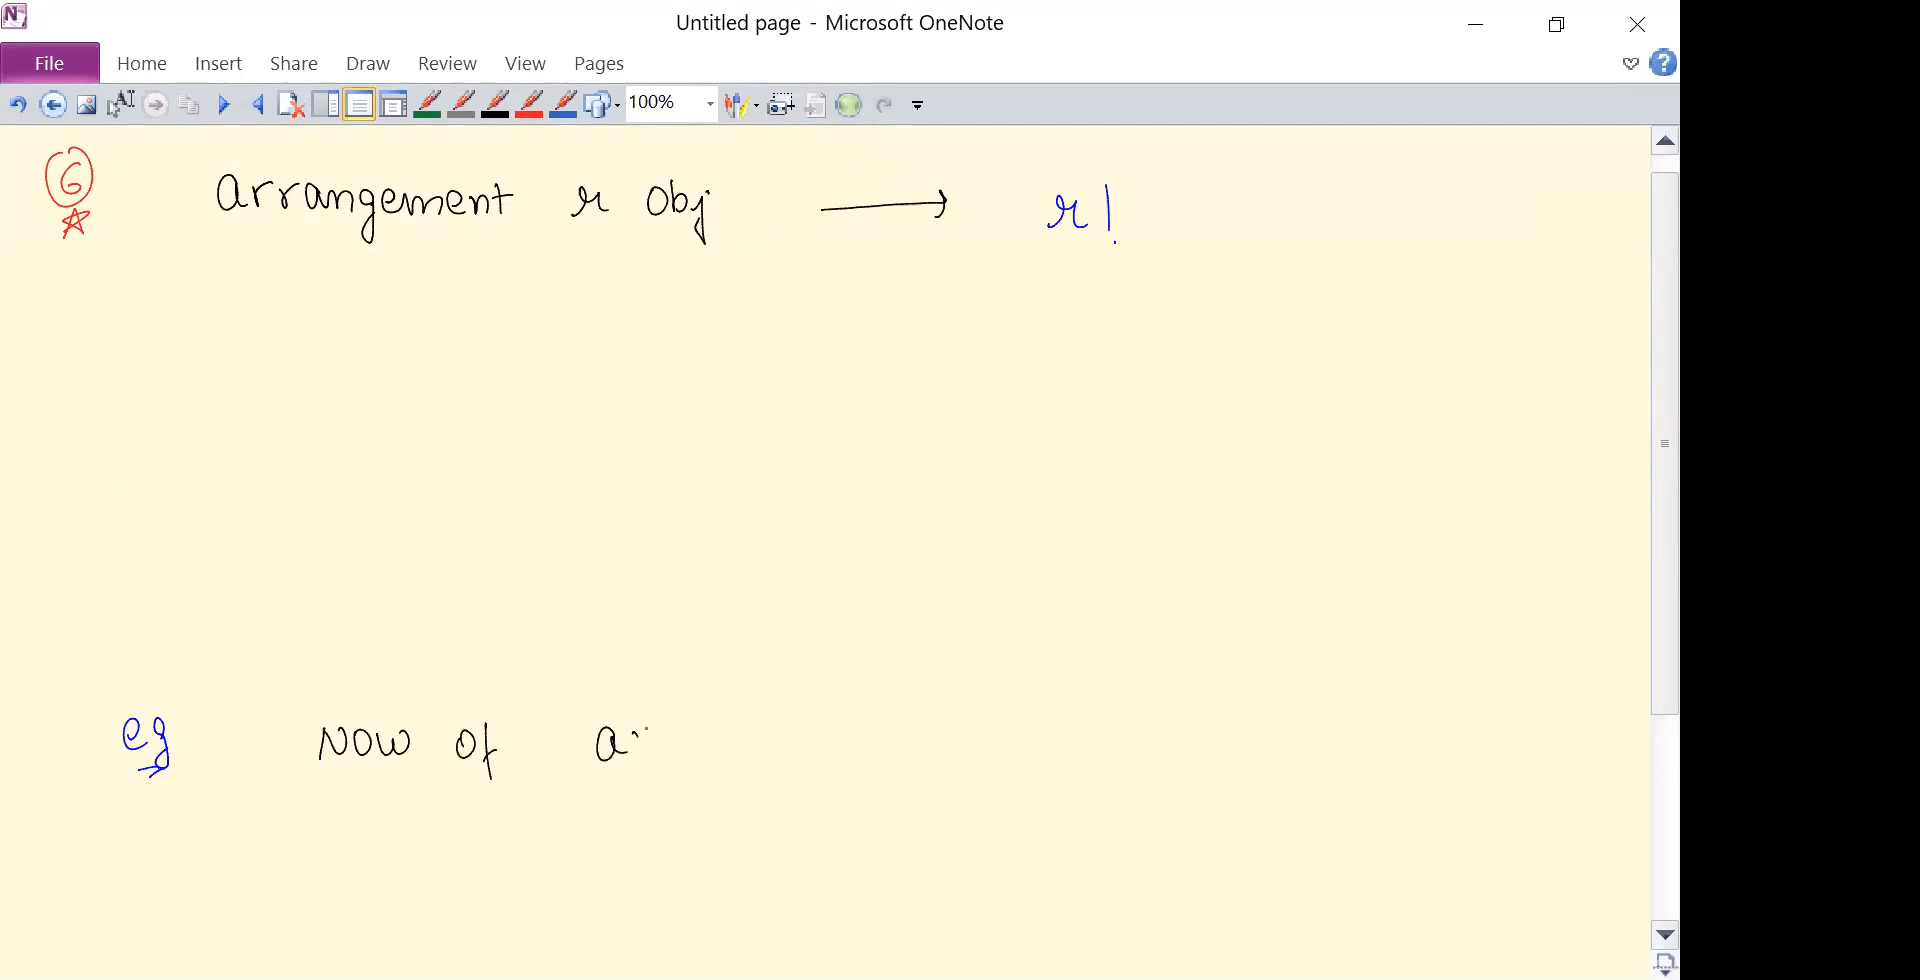 Untitled page - Microsoft OneNote
File Home Insert Share Draw Review View Pages
100%
6 arrangement r obj → r!
eg NOW of